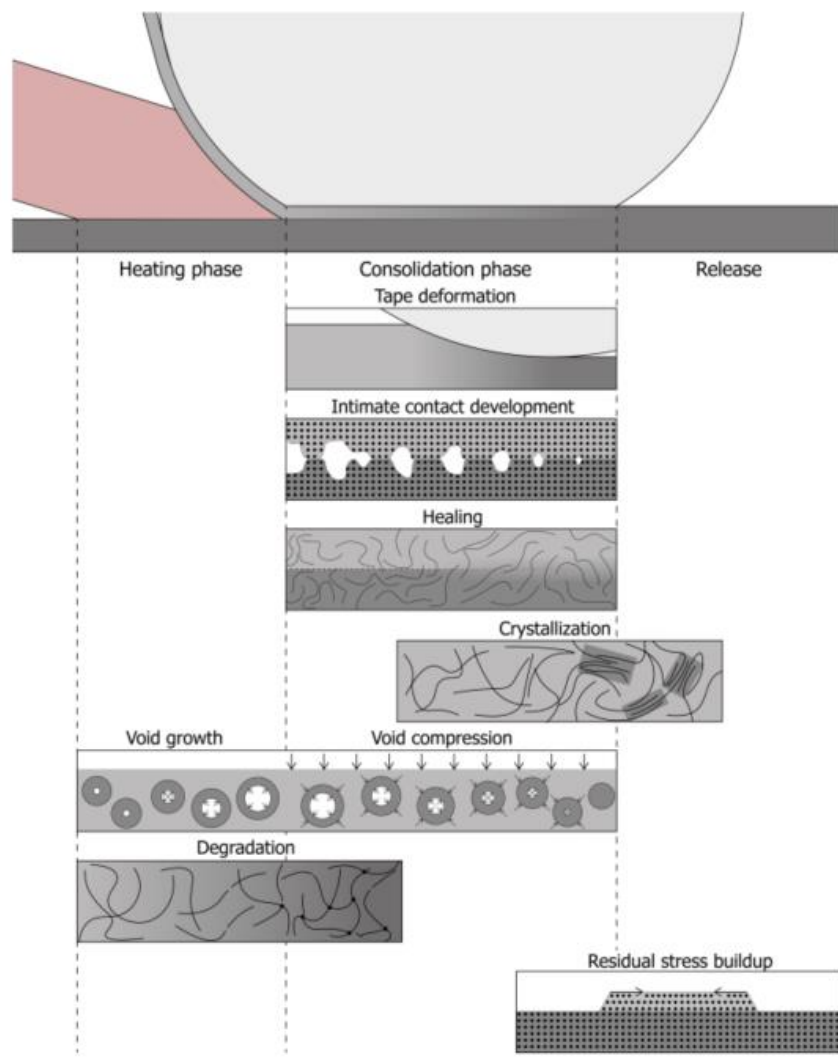 Heating phase
Consolidation phase
Release
Tape deformation
Intimate contact development
Healing
Crystallization
Void growth
Void compression
Degradation
Residual stress buildup